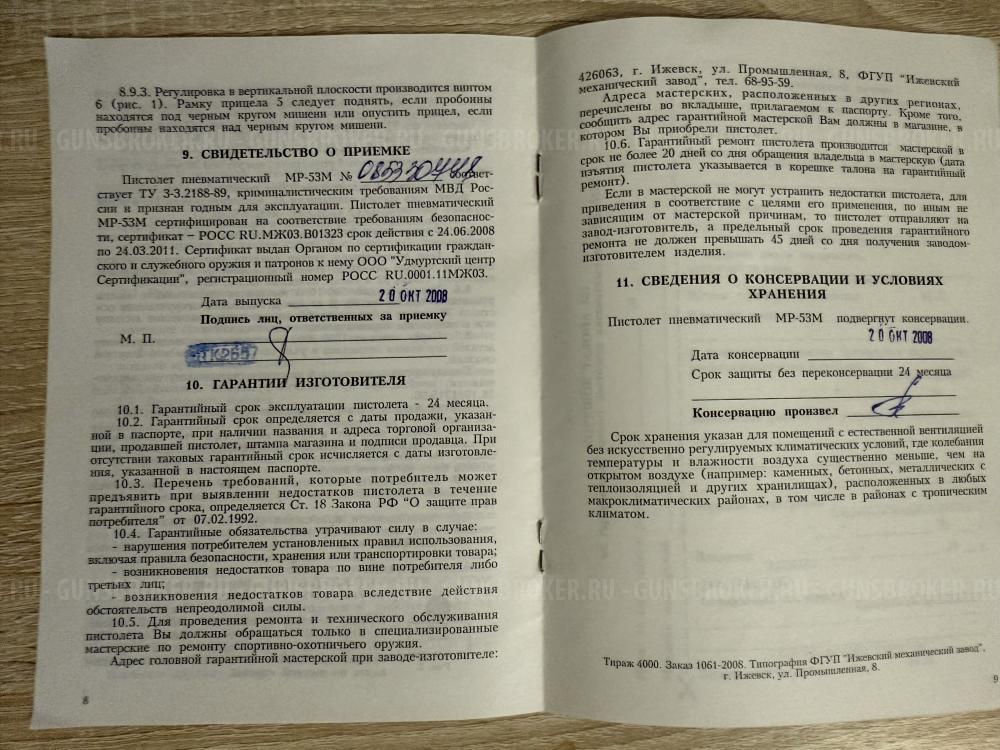 8.9.3. Регулировка в вертикальной плоскости производится винтом
6 (рис. 1). Рамку прицела 5 следует поднять, если пробоины
находятся под черным кругом мишени или опустить прицел, если
пробоины находятся над черным кругом мишени.
9. СВИДЕТЕЛЬСТВО О ПРИЕМКЕ
Пистолет пневматический МР-53М № соответ-
ствует ТУ 3-3.2188-89, криминалистическим требованиям МВД Рос-
сии и признан годным для эксплуатации. Пистолет пневматический
МР-53М сертифицирован на соответствие требованиям безопаснос-
ти, сертификат – РОСС RU.МЖ03.В01323 срок действия с 24.06.2008
по 24.03.2011. Сертификат выдан Органом по сертификации граждан-
ского и служебного оружия и патронов к нему ООО "Удмуртский центр
Сертификации", регистрационный номер РОСС RU.0001.11МЖ03.
Дата выпуска 20 ОКТ 2008
Подпись лиц, ответственных за приемку
М. П.
10. ГАРАНТИИ ИЗГОТОВИТЕЛЯ
10.1. Гарантийный срок эксплуатации пистолета - 24 месяца.
10.2. Гарантийный срок определяется с даты продажи, указан-
ной в паспорте, при наличии названия и адреса торговой организа-
ции, продавшей пистолет, штампа магазина и подписи продавца. При
отсутствии таковых гарантийный срок исчисляется с даты изготовле-
ния, указанной в настоящем паспорте.
10.3. Перечень требований, которые потребитель может
предъявить при выявлении недостатков пистолета в течение
гарантийного срока, определяется Ст. 18 Закона РФ "О защите прав
потребителя" от 07.02.1992.
10.4. Гарантийные обязательства утрачивают силу в случае:
- нарушения потребителем установленных правил использования,
включая правила безопасности, хранения или транспортировки товара;
- возникновения недостатков товара по вине потребителя либо
третьих лиц;
- возникновения недостатков товара вследствие действия
обстоятельств непреодолимой силы.
10.5. Для проведения ремонта и технического обслуживания
пистолета Вы должны обращаться только в специализированные
мастерские по ремонту спортивно-охотничьего оружия.
Адрес головной гарантийной мастерской при заводе-изготовителе:
8
426063, г. Ижевск, ул. Промышленная, 8, ФГУП "Ижевский
механический завод", тел. 68-95-59.
Адреса мастерских, расположенных в других регионах,
перечислены во вкладыше, прилагаемом к паспорту. Кроме того,
сообщить адрес гарантийной мастерской Вам должны в магазине, в
котором Вы приобрели пистолет.
10.6. Гарантийный ремонт пистолета производится мастерской в
срок не более 20 дней со дня обращения владельца в мастерскую (дата
изъятия пистолета указывается в корешке талона на гарантийный
ремонт).
Если в мастерской не могут устранить недостатки пистолета, для
приведения в соответствие с целями его применения, по иным не
зависящим от мастерской причинам, то пистолет отправляют на
завод-изготовитель, а предельный срок проведения гарантийного
ремонта не должен превышать 45 дней со дня получения заводом-
изготовителем изделия.
11. СВЕДЕНИЯ О КОНСЕРВАЦИИ И УСЛОВИЯХ
ХРАНЕНИЯ
Пистолет пневматический МР-53М подвергнут консервации.
20 ОКТ 2008
Дата консервации
Срок защиты без переконсервации 24 месяца
Консервацию произвел
Срок хранения указан для помещений с естественной вентиляцией
без искусственно регулируемых климатических условий, где колебания
температуры и влажности воздуха существенно меньше, чем на
открытом воздухе (например: каменных, бетонных, металлических с
теплоизоляцией и других хранилищах), расположенных в любых
макроклиматических районах, в том числе в районах с тропическим
климатом.
Тираж 4000. Заказ 1061-2008. Типография ФГУП "Ижевский механический завод",
г. Ижевск, ул. Промышленная, 8.
9
GUNSBROKER.RU - GUNSBROKER.RU
GUNSBROKER.RU - GUNSBROKER.RU